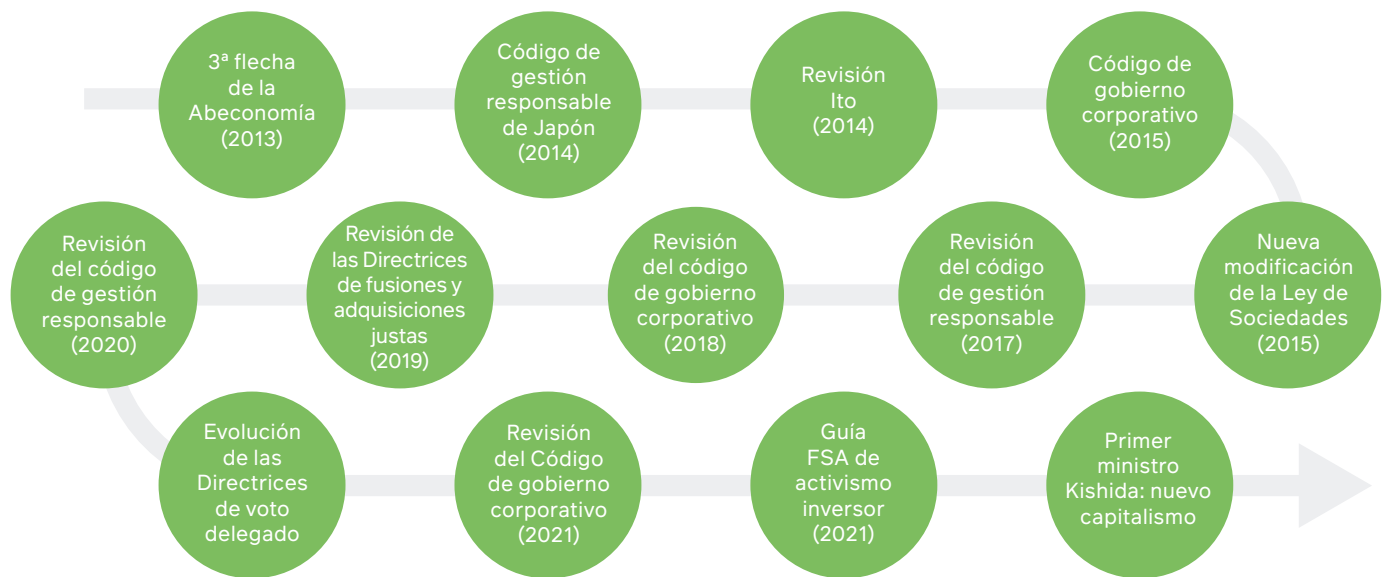 3ª flecha
de la
Abeconomía
(2013)
Código de
gestión
responsable
de Japón
(2014)
Revisión
Ito
(2014)
Código de
gobierno
corporativo
(2015)
Nueva
modificación
de la Ley de
Sociedades
(2015)
Revisión
del código
de gestión
responsable
(2017)
Revisión
del código
de gobierno
corporativo
(2018)
Revisión de
las Directrices
de fusiones y
adquisiciones
justas
(2019)
Revisión
del código
de gestión
responsable
(2020)
Evolución
de las
Directrices
de voto
delegado
Revisión
del Código
de gobierno
corporativo
(2021)
Guía
FSA de
activismo
inversor
(2021)
Primer
ministro
Kishida: nuevo
capitalismo